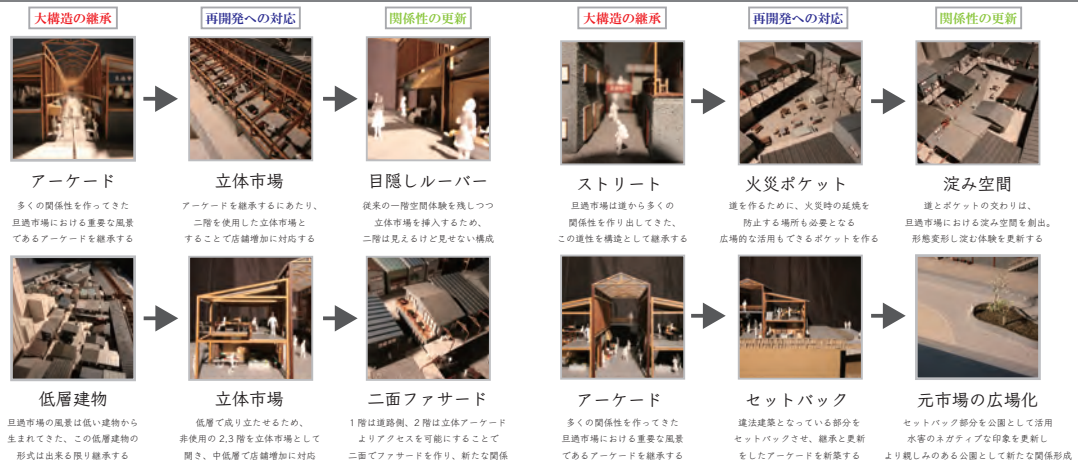 大構造の継承
再開発への対応
関係性の更新
大構造の継承
再開発への対応
関係性の更新
アーケード
多くの関係性を作ってきた
旦過市場における重要な風景
であるアーケードを継承する
立体市場
アーケードを継承するにあたり、
二階を使用した立体市場と
することで店舗増加に対応する
目隠しルーバー
従来の一階空間体験を残しつつ
立体市場を挿入するため、
二階は見えるけど見せない構成
ストリート
旦過市場は道から多くの
関係性を作り出してきた、
この道性を構造として継承する
火災ポケット
道を作るために、火災時の延焼を
防止する場所も必要となる
広場的な活用もできるポケットを作る
淀み空間
道とポケットの交わりは、
旦過市場における淀み空間を創出。
形態変形し淀む体験を更新する
低層建物
旦過市場の風景は低い建物から
生まれてきた、この低層建物の
形式は出来る限り継承する
立体市場
低層で成り立たせるため、
非使用の 2,3 階を立体市場として
開き、中低層で店舗増加に対応
二面ファサード
1 階は道路側、2 階は立体アーケード
よりアクセスを可能にすることで
二面でファサードを作り、新たな関係
アーケード
多くの関係性を作ってきた
旦過市場における重要な風景
であるアーケードを継承する
セットバック
違法建築となっている部分を
セットバックさせ、継承と更新
をしたアーケードを新築する
元市場の広場化
セットバック部分を公園として活用
水害のネガティブな印象を更新し
より親しみのある公園として新たな関係形成